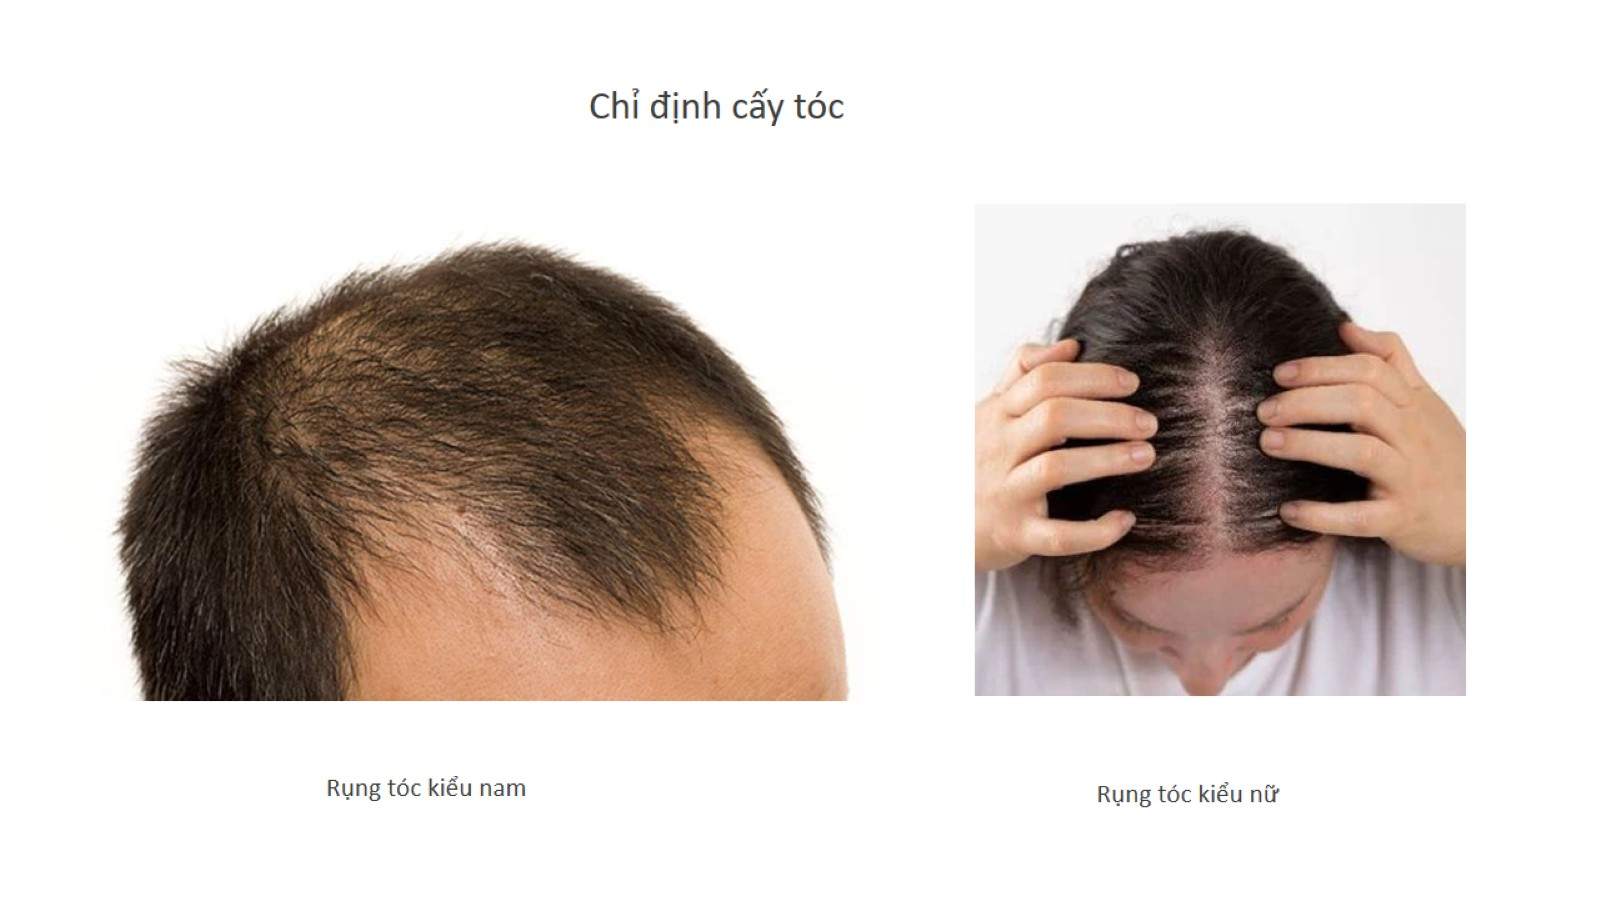 Chỉ định cấy tóc
Rụng tóc kiểu nam
Rụng tóc kiểu nữ